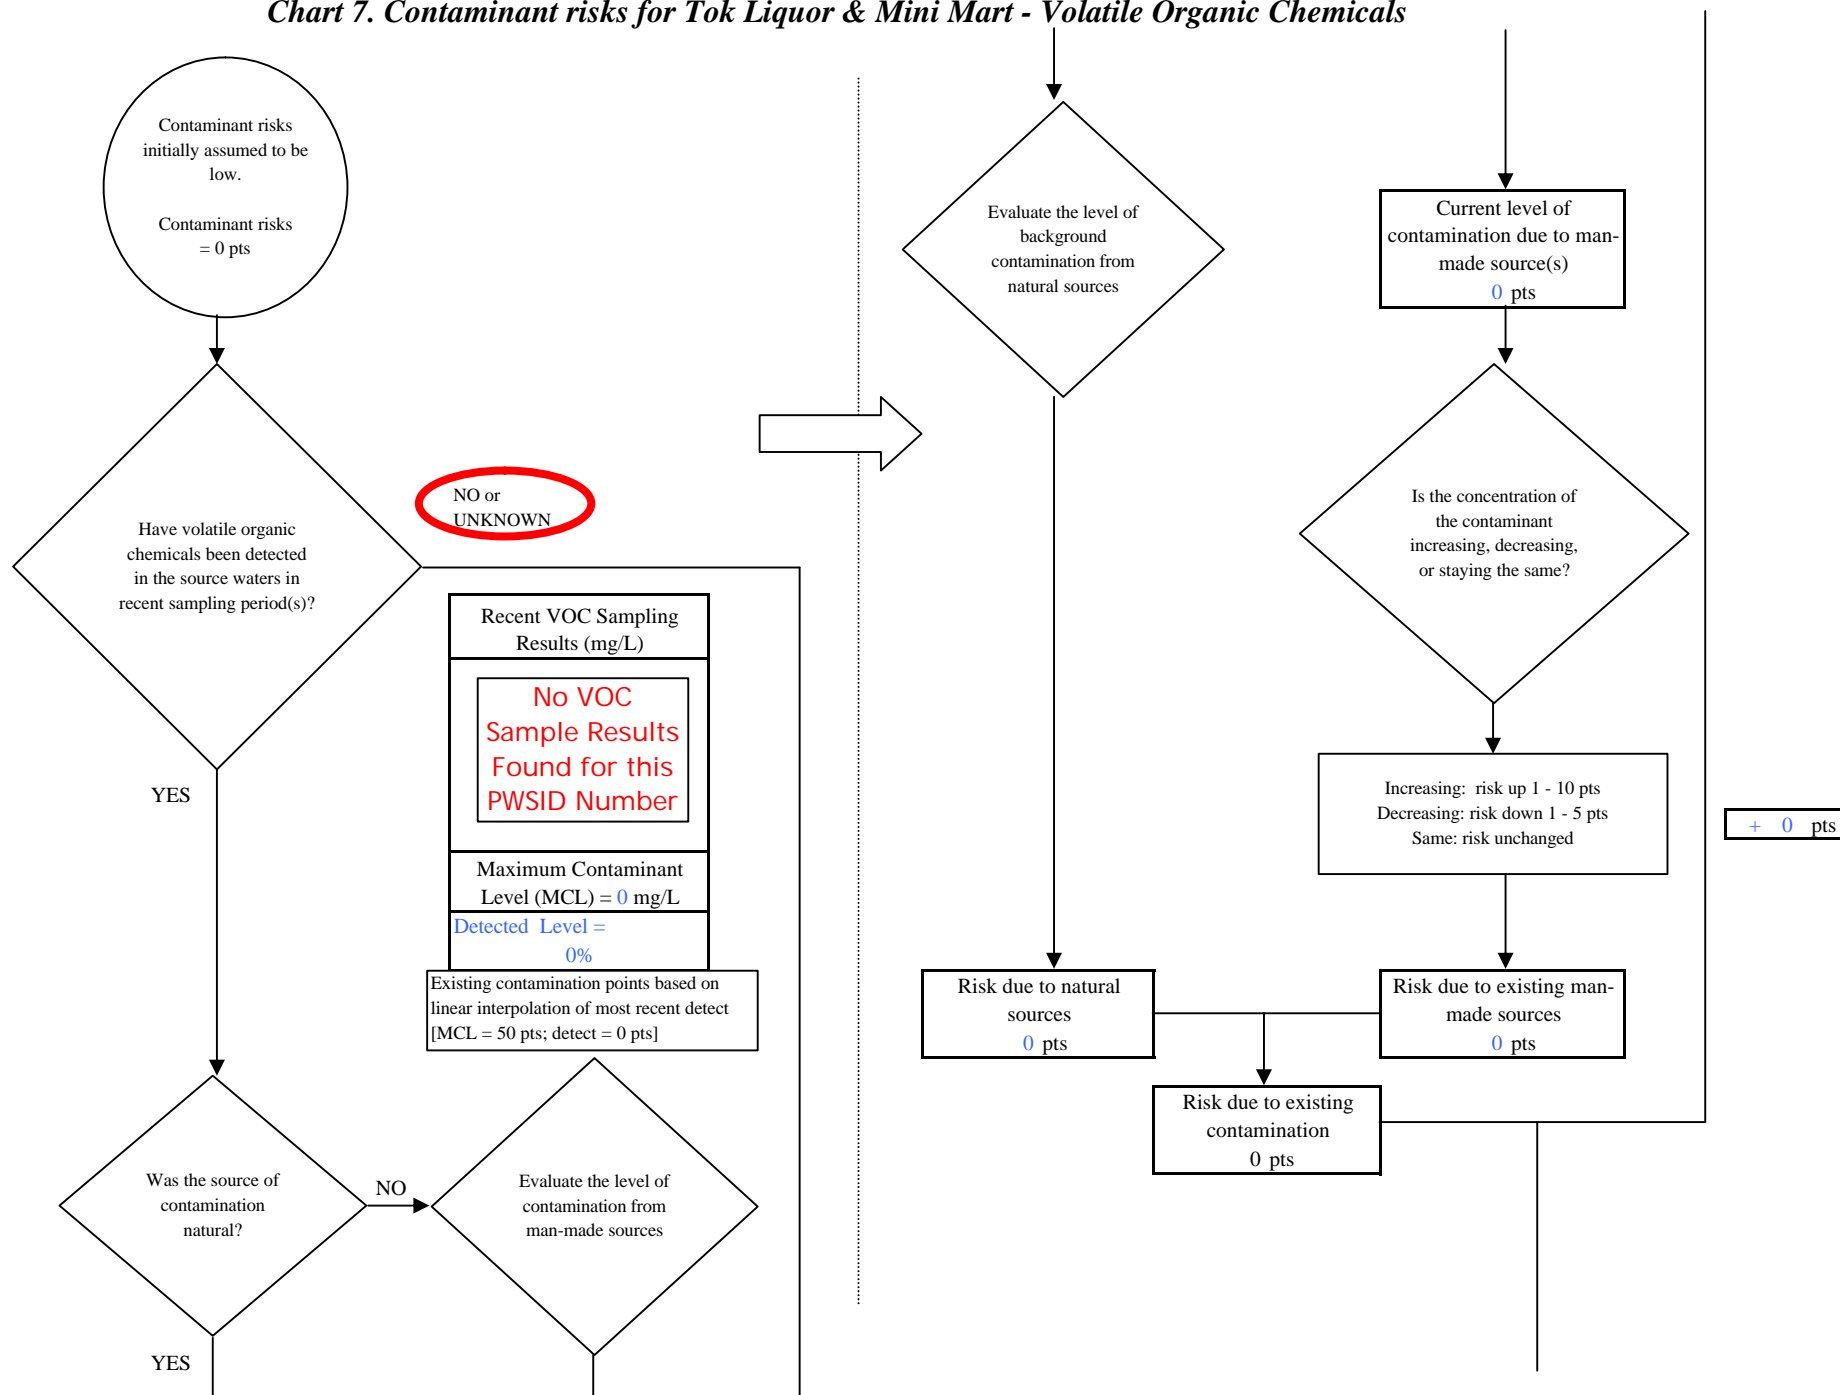 Chart 7. Contaminant risks for Tok Liquor & Mini Mart - Volatile Organic Chemicals
Contaminant risks
initially assumed to be
low.
Contaminant risks
= 0 pts
NO or
UNKNOWN
Have volatile organic
chemicals been detected
in the source waters in
recent sampling period(s)?
YES
Recent VOC Sampling
Results (mg/L)
No VOC
Sample Results
Found for this
PWSID Number
Maximum Contaminant
Level (MCL) = 0 mg/L
Detected Level =
0%
Existing contamination points based on
linear interpolation of most recent detect
[MCL = 50 pts; detect = 0 pts]
Was the source of
contamination
natural?
NO
Evaluate the level of
contamination from
man-made sources
YES
Evaluate the level of
background
contamination from
natural sources
Current level of
contamination due to man-
made source(s)
0 pts
Is the concentration of
the contaminant
increasing, decreasing,
or staying the same?
Increasing: risk up 1 - 10 pts
Decreasing: risk down 1 - 5 pts
Same: risk unchanged
+ 0 pts
Risk due to natural
sources
0 pts
Risk due to existing man-
made sources
0 pts
Risk due to existing
contamination
0 pts